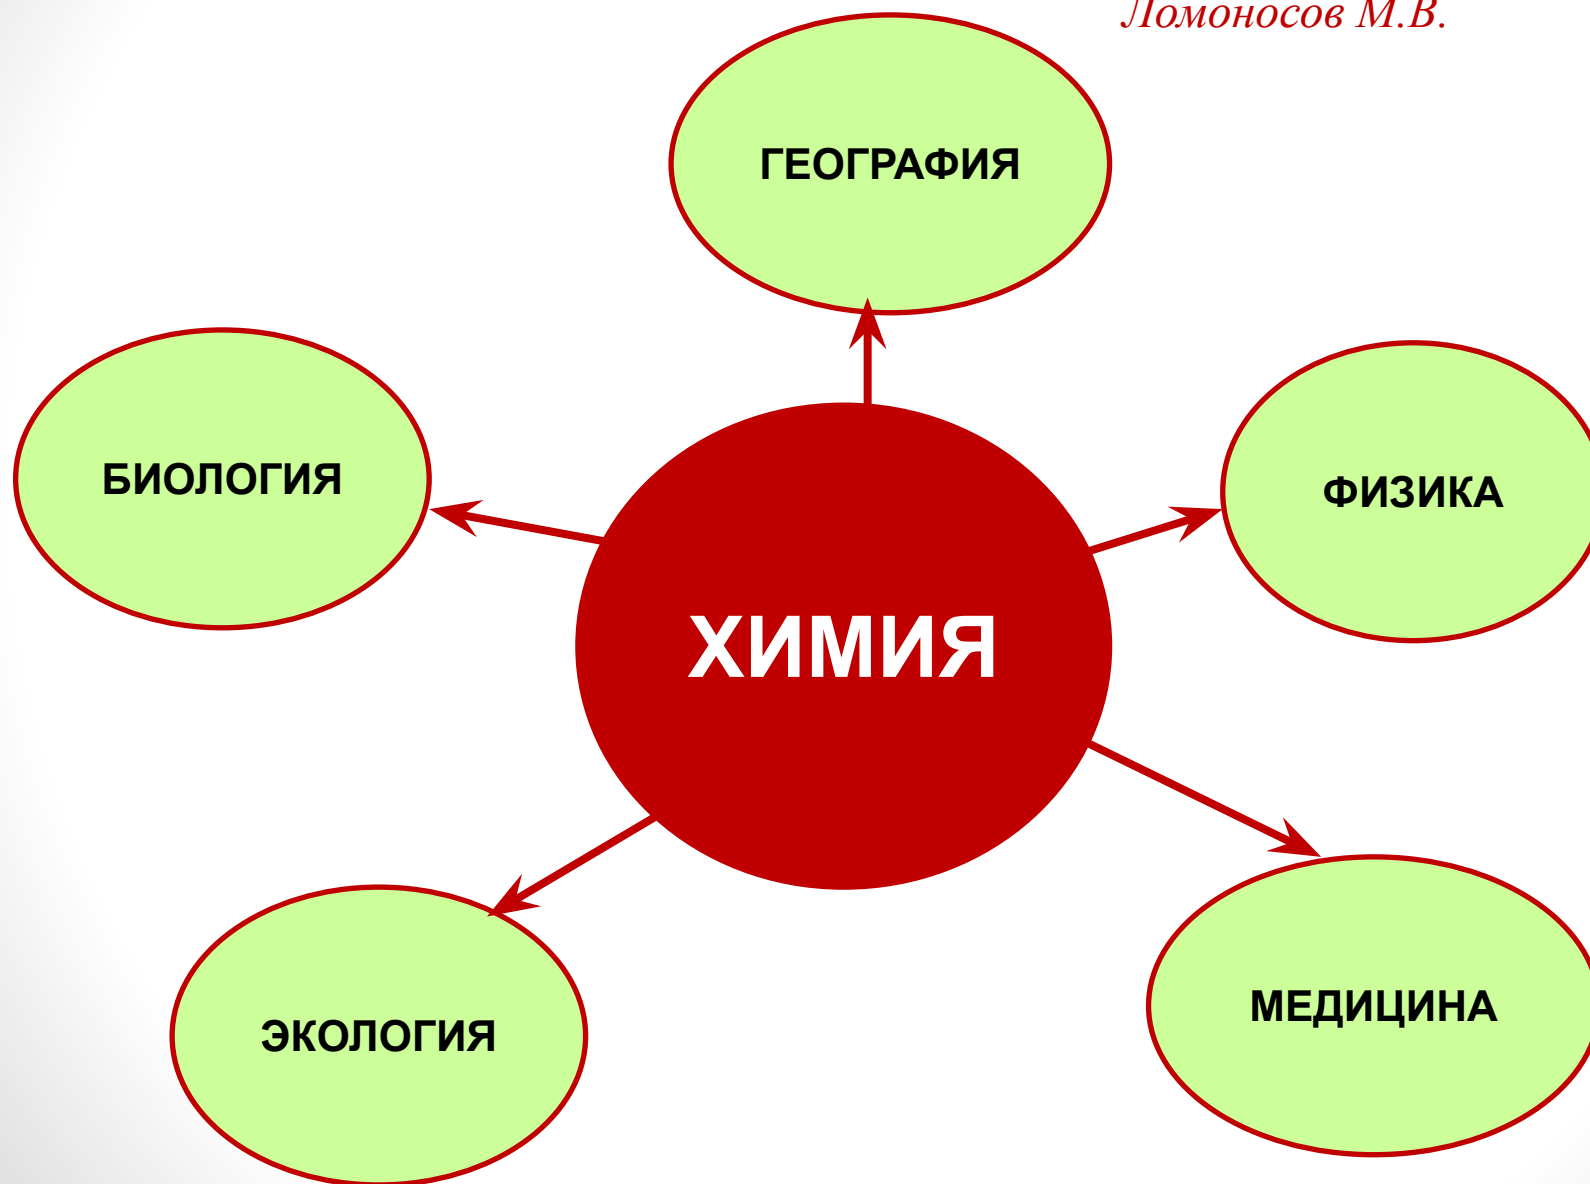 Ломоносов М.В.
ГЕОГРАФИЯ
БИОЛОГИЯ
ФИЗИКА
ХИМИЯ
МЕДИЦИНА
ЭКОЛОГИЯ